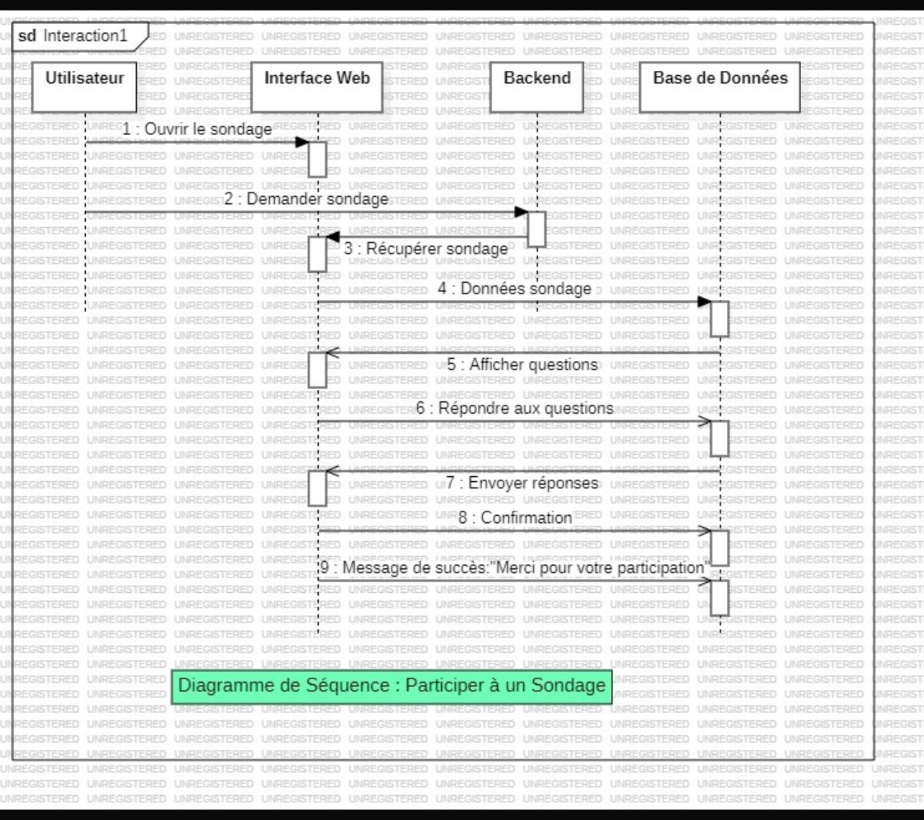 sd Interaction1
Utilisateur
Interface Web
Backend
Base de Données
1 : Ouvrir le sondage
2 : Demander sondage
3 : Récupérer sondage
4 : Données sondage
5 : Afficher questions
6 : Répondre aux questions
7 : Envoyer réponses
8 : Confirmation
9 : Message de succès:"Merci pour votre participation"
Diagramme de Séquence : Participer à un Sondage
UNREGISTERED